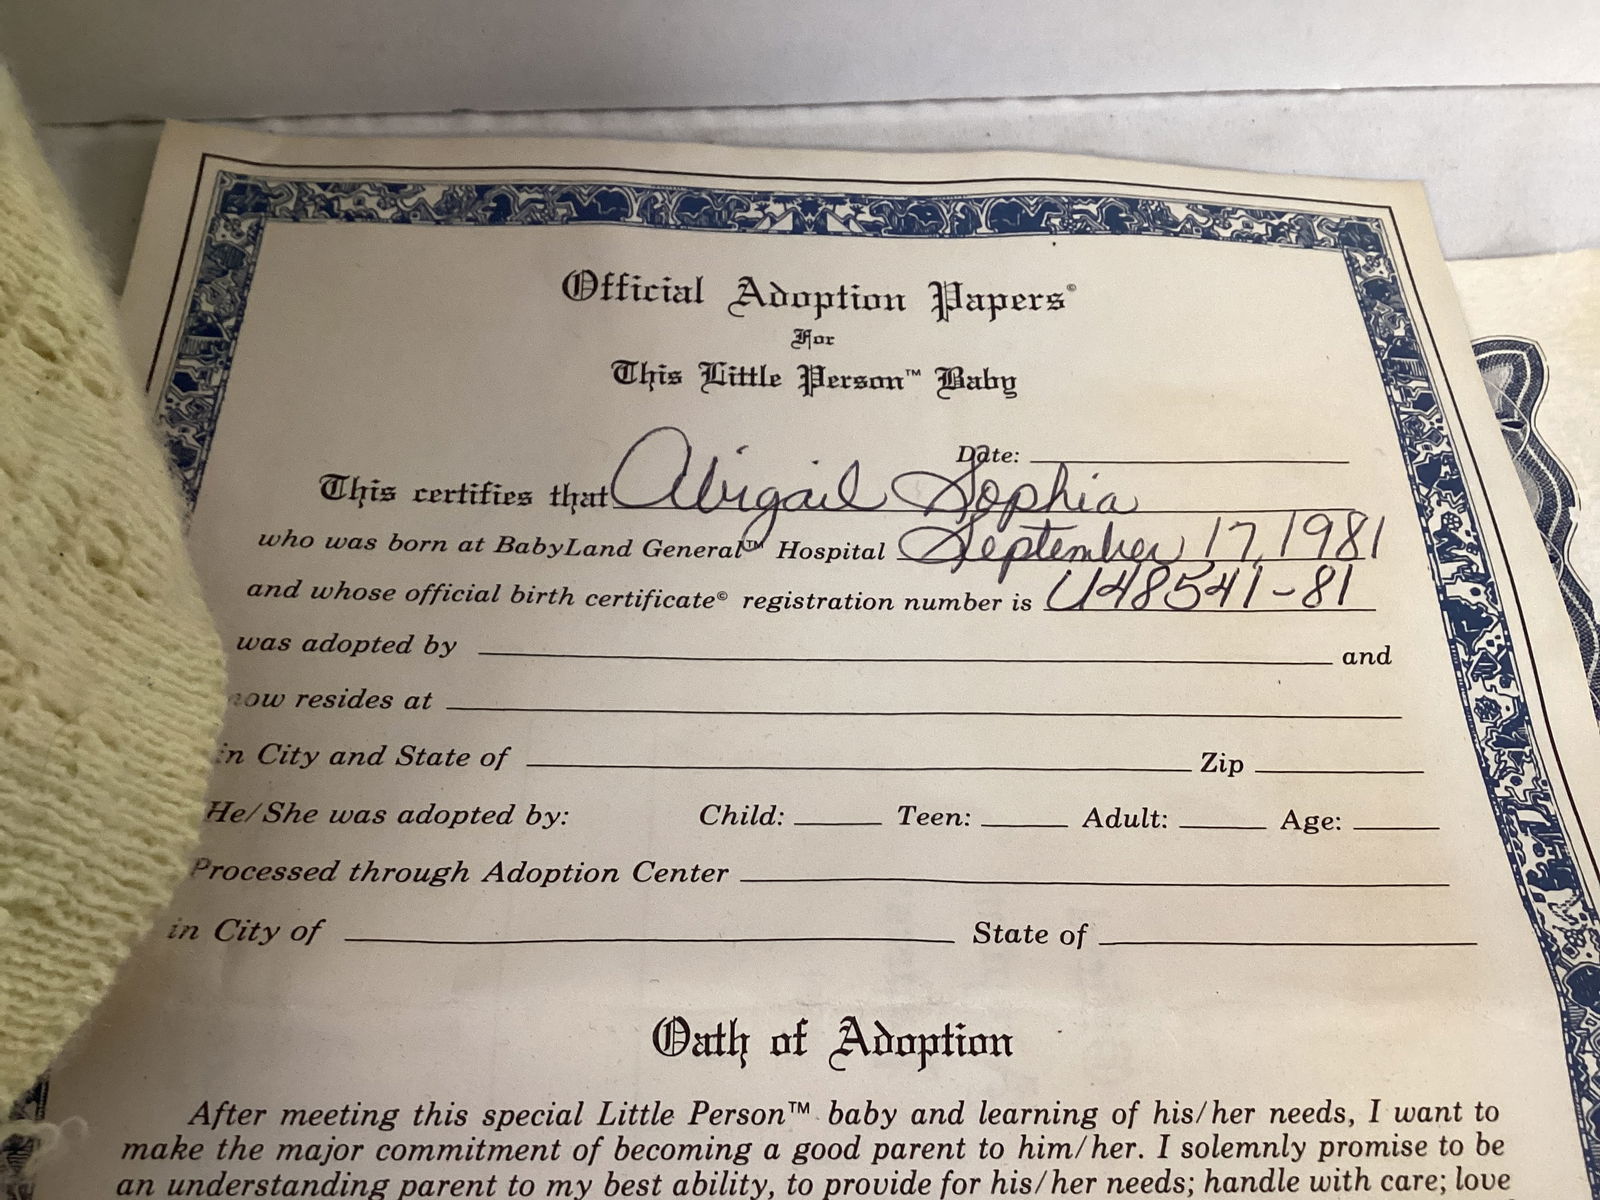 Official Adoption Papers©
For
This Little Person™ Baby
Date:
This certifies that Abigail Sophia
who was born at BabyLand General™ Hospital September 17, 1981
and whose official birth certificate© registration number is U48541-81
was adopted by and
now resides at
in City and State of Zip
He/She was adopted by: Child: Teen: Adult: Age:
Processed through Adoption Center
in City of State of
Oath of Adoption
After meeting this special Little Person™ baby and learning of his/her needs, I want to
make the major commitment of becoming a good parent to him/her. I solemnly promise to be
an understanding parent to my best ability, to provide for his/her needs; handle with care; love